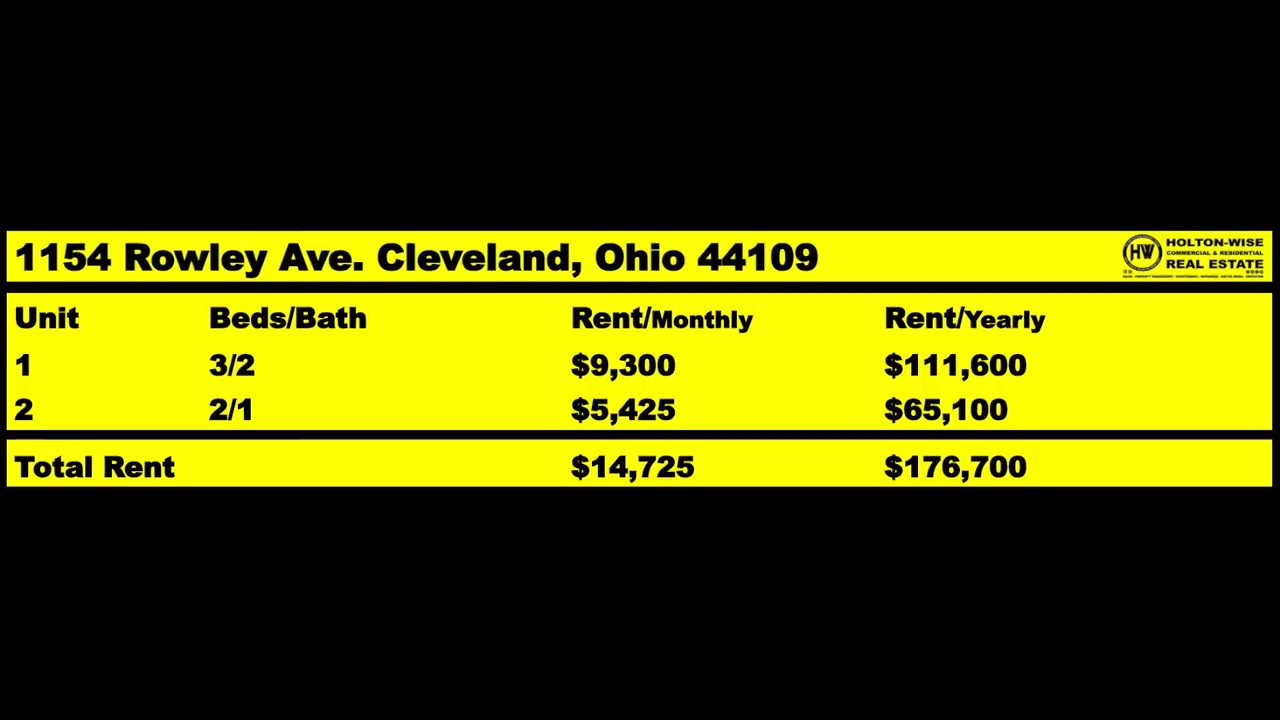 1154 Rowley Ave. Cleveland, Ohio 44109
HW
HOLTON-WISE
COMMERCIAL & RESIDENTIAL
REAL ESTATE
Unit Beds/Bath Rent/Monthly Rent/Yearly
1 3/2 $9,300 $111,600
2 2/1 $5,425 $65,100
Total Rent $14,725 $176,700